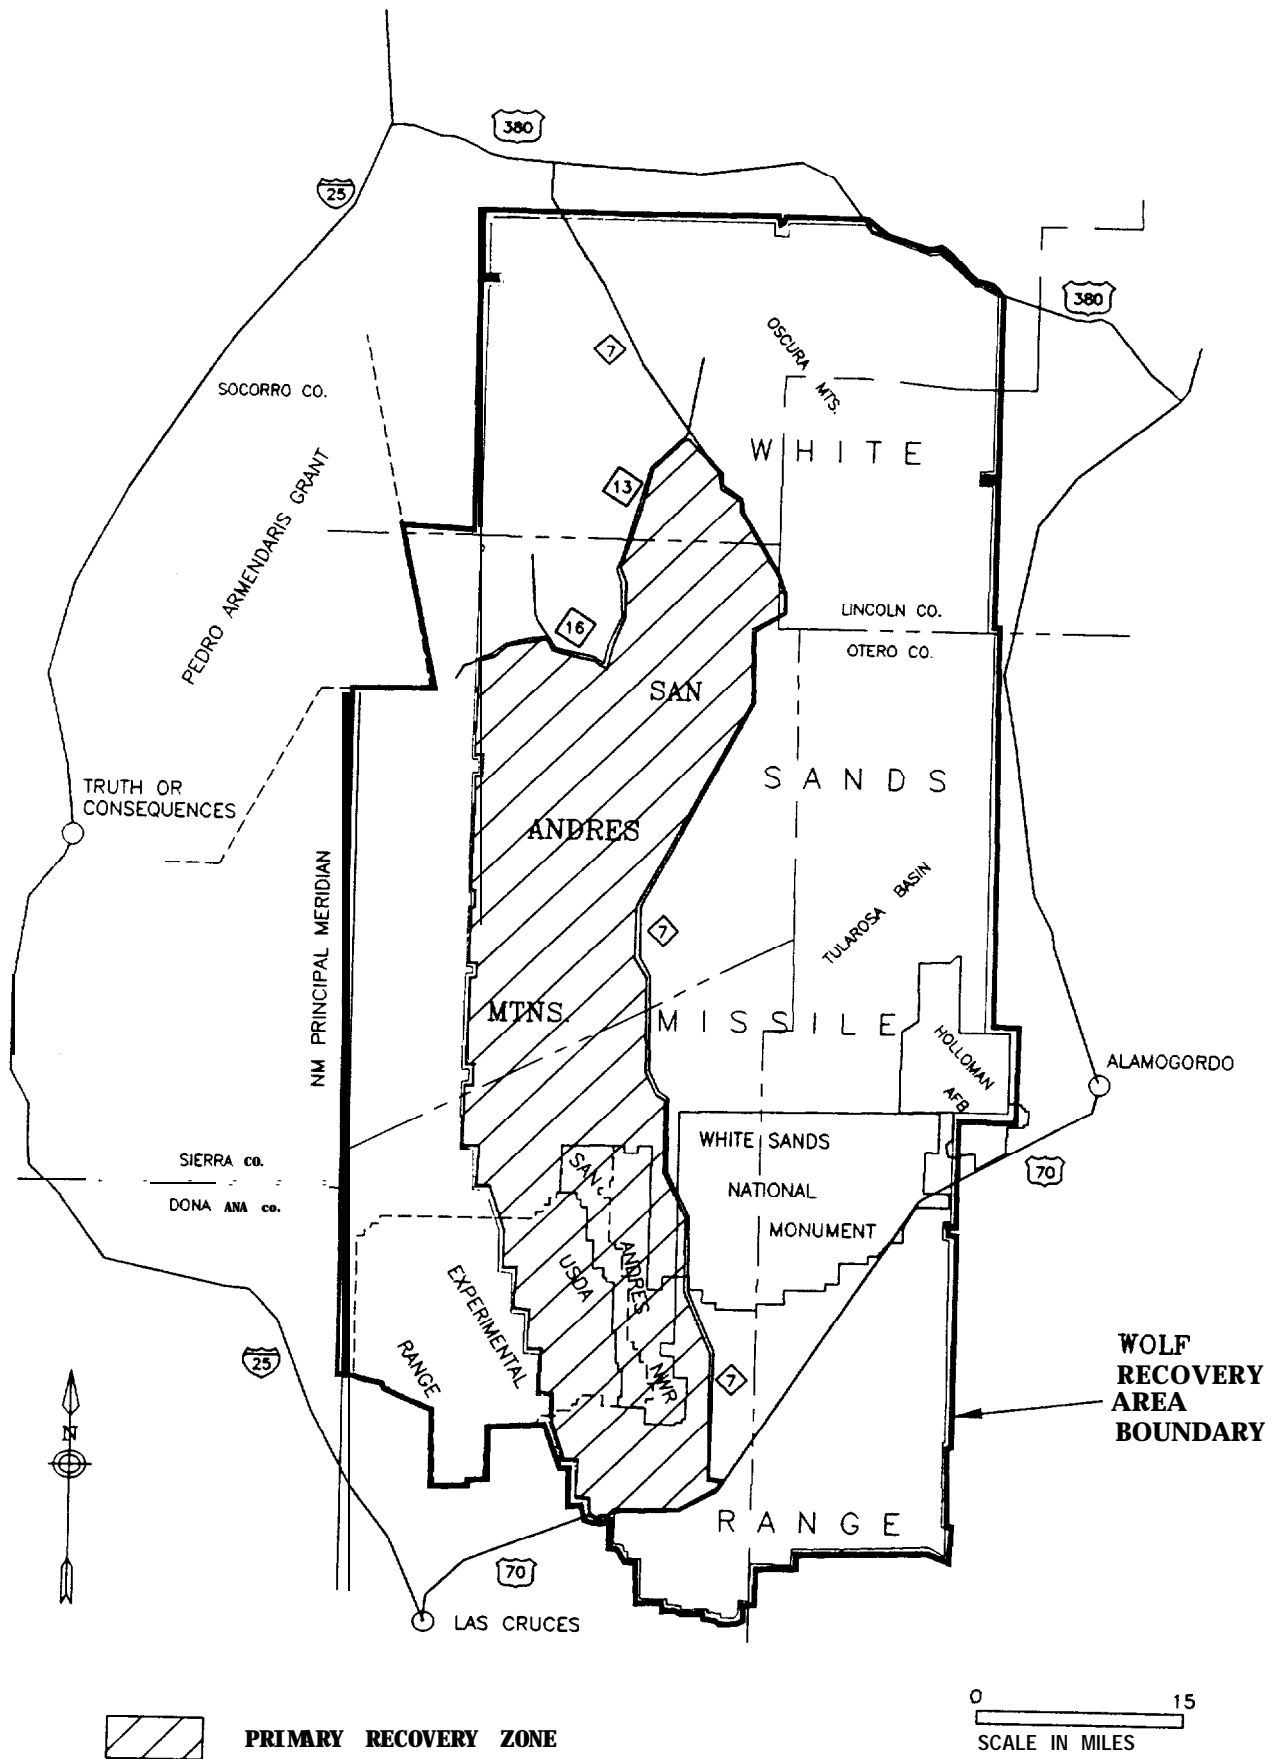 380
25
380
OSCURA
MTS.
7
SOCORRO CO.
WHITE
PEDRO ARMENDARIS GRANT
13
16
LINCOLN CO.
OTERO CO.
SAN
SANDS
TRUTH OR
CONSEQUENCES
ANDRES
NM PRINCIPAL MERIDIAN
TULAROSA BASIN
7
MTNS.
MISSILE
HOLLOMAN
AFB
ALAMOGORDO
WHITE SANDS
NATIONAL
MONUMENT
70
SIERRA co.
DONA ANA co.
SAN
ANDRES
NWR
USDA
EXPERIMENTAL
RANGE
25
7
WOLF
RECOVERY
AREA
BOUNDARY
N
RANGE
70
LAS CRUCES
PRIMARY RECOVERY ZONE
0 15
SCALE IN MILES